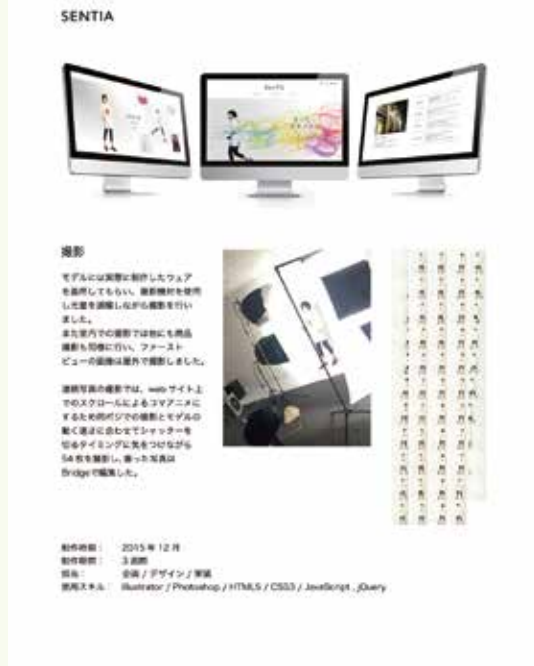 SENTIA
撮影
モデルには実際に制作したウェア
を着用してもらい、撮影機材を使用
し光量を調整しながら撮影を行い
ました。
また室内での撮影では他にも商品
撮影も同様に行い、ファースト
ビューの画像は屋外で撮影しました。
連続写真の撮影では、web サイト上
でのスクロールによるコマアニメに
するため同ポジでの撮影とモデルの
動く速さに合わせてシャッターを
切るタイミングに気をつけながら
54 枚を撮影し、撮った写真は
Bridge で編集した。
制作時期： 2015 年 12 月
制作期間： 3 週間
担当： 企画 / デザイン / 実装
使用スキル： Illustrator / Photoshop / HTML5 / CSS3 / JavaScript , jQuery